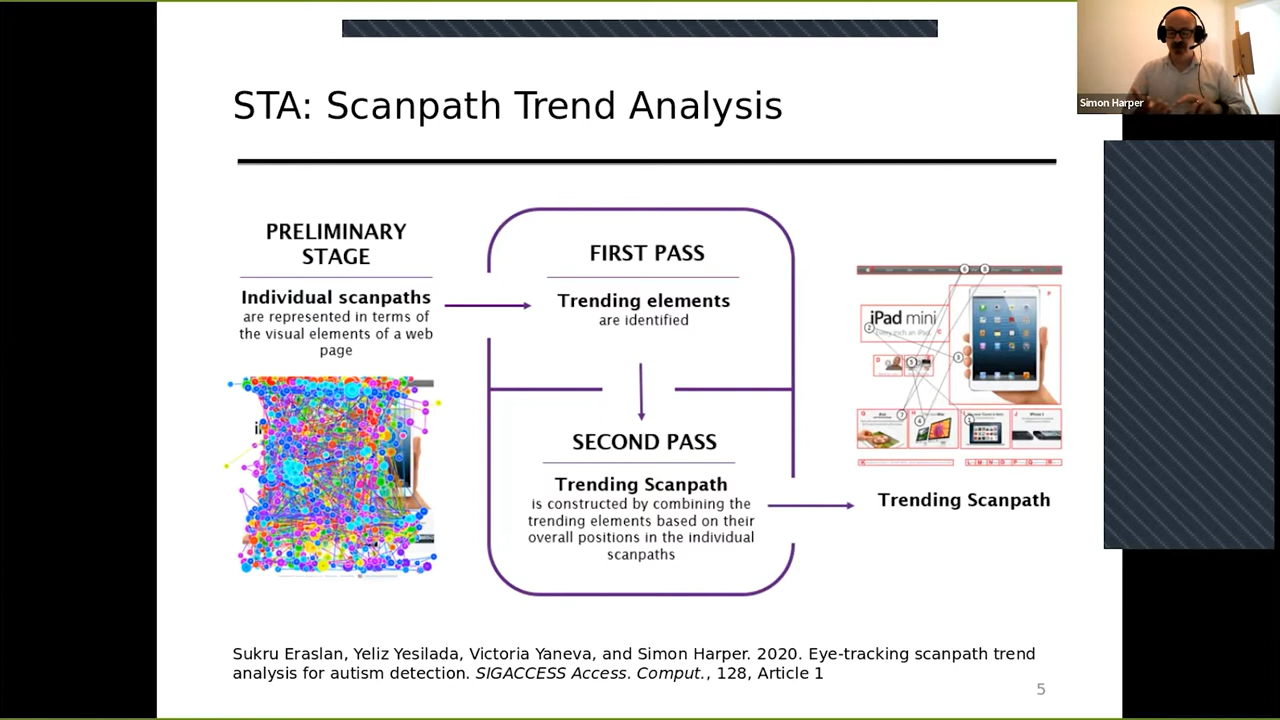 STA: Scanpath Trend Analysis
Simon Harper
PRELIMINARY
STAGE
Individual scanpaths
are represented in terms of
the visual elements of a web
page
FIRST PASS
Trending elements
are identified
SECOND PASS
Trending Scanpath
is constructed by combining the
trending elements based on their
overall positions in the individual
scanpaths
iPad mini
Every inch an iPad.
Trending Scanpath
Sukru Eraslan, Yeliz Yesilada, Victoria Yaneva, and Simon Harper. 2020. Eye-tracking scanpath trend
analysis for autism detection. SIGACCESS Access. Comput., 128, Article 1
5